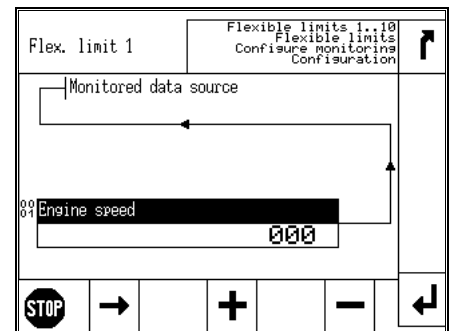 Flex. limit 1
Flexible limits 1..10
Flexible limits
Configure monitoring
Configuration
Monitored data source
00
01
Engine speed
000
STOP
+
-